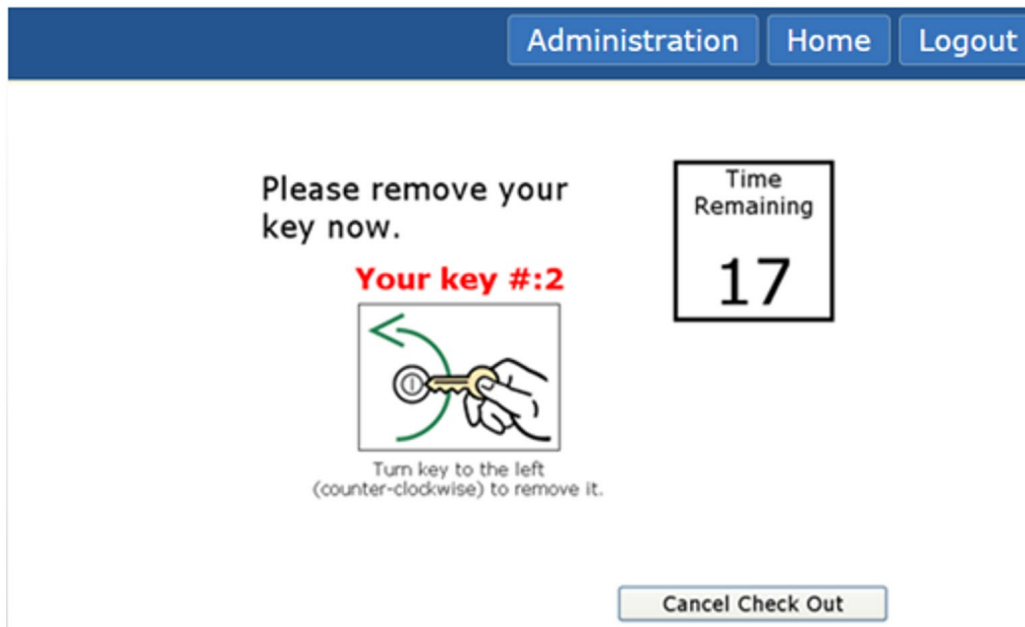 Administration Home Logout
Please remove your
key now.
Time
Remaining
17
Your key #:2
Turn key to the left
(counter-clockwise) to remove it.
Cancel Check Out